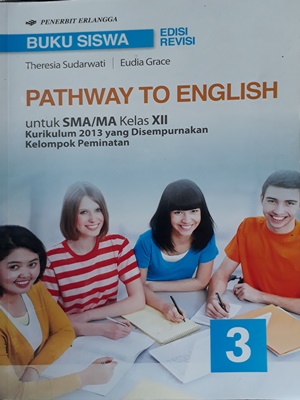 PENERBIT ERLANGGA
BUKU SISWA
EDISI
REVISI
Theresia Sudarwati | Eudia Grace
PATHWAY TO ENGLISH
untuk SMA/MA Kelas XII
Kurikulum 2013 yang Disempurnakan
Kelompok Peminatan
3